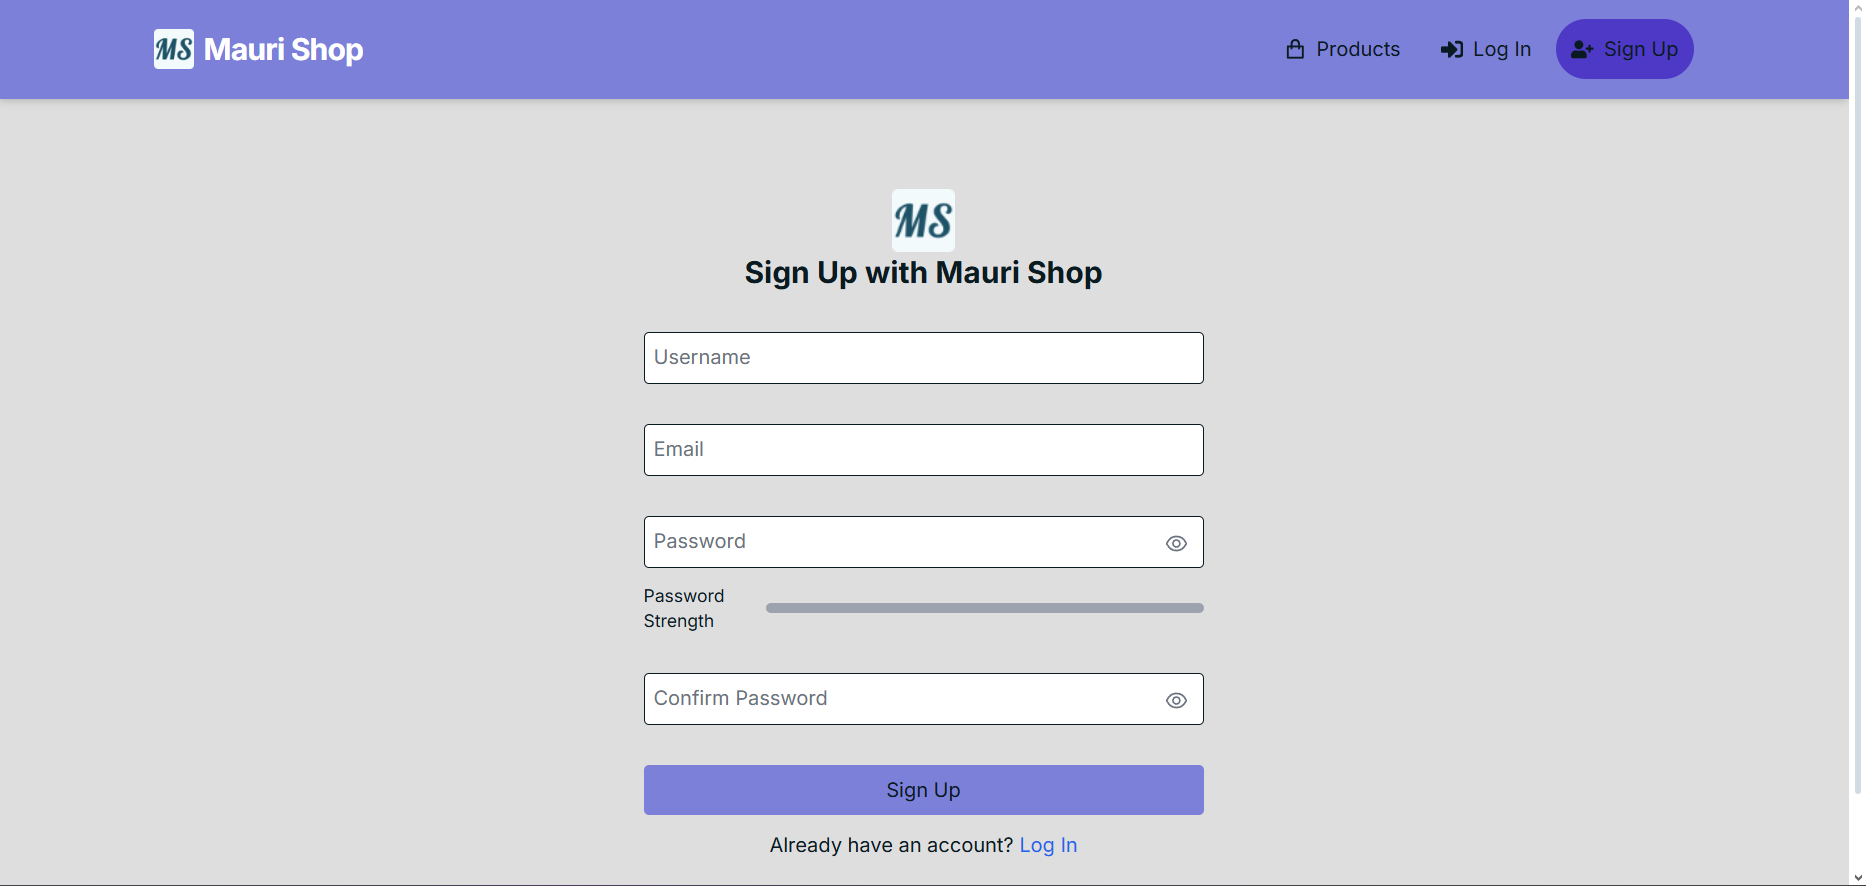 MS Mauri Shop
Products
Log In
Sign Up
MS
Sign Up with Mauri Shop
Username
Email
Password
Password
Strength
Confirm Password
Sign Up
Already have an account? Log In